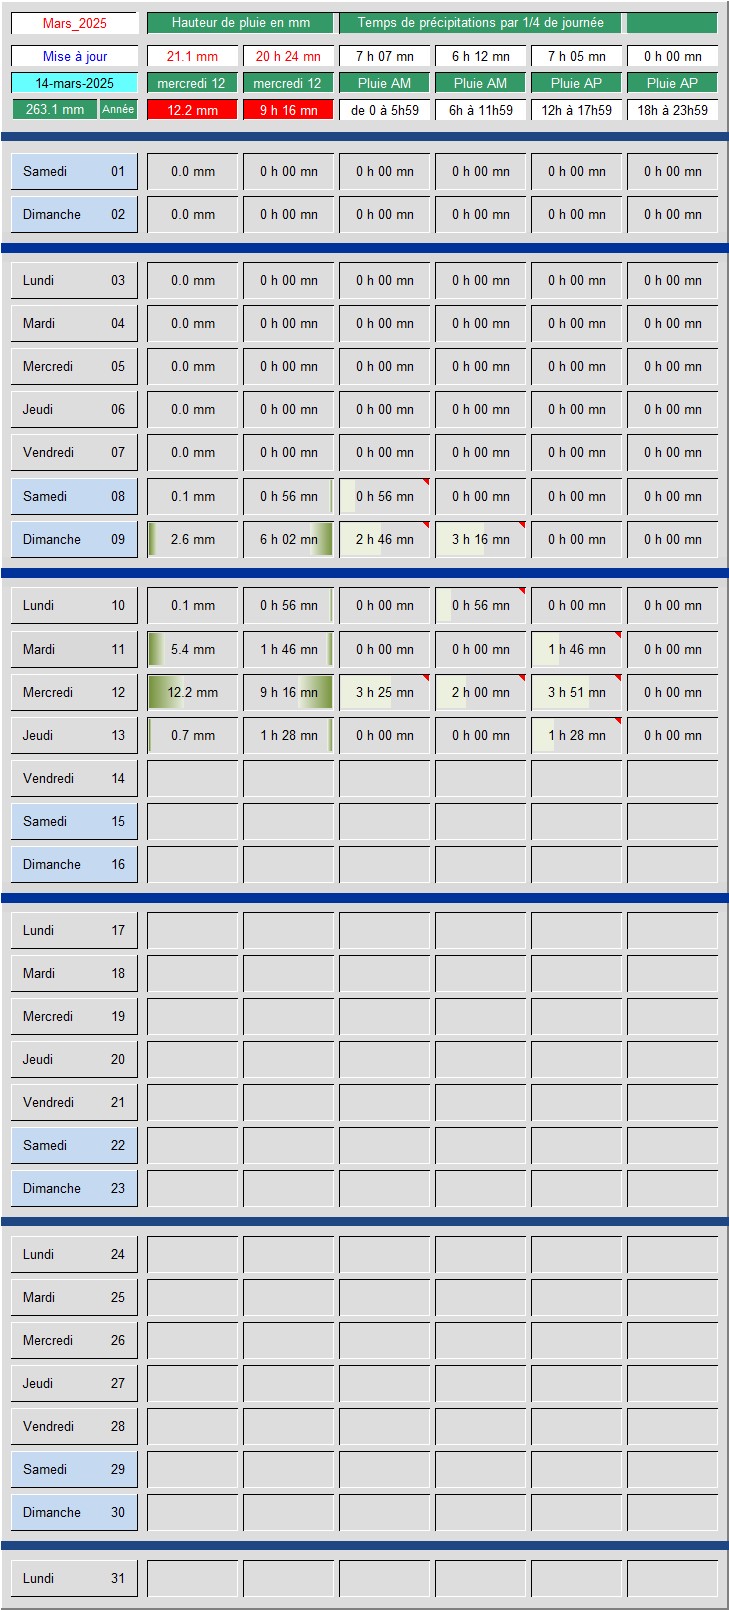 Mars_2025 Hauteur de pluie en mm Temps de précipitations par 1/4 de journée
Mise à jour 21.1 mm 20 h 24 mn 7 h 07 mn 6 h 12 mn 7 h 05 mn 0 h 00 mn
14-mars-2025 mercredi 12 mercredi 12 Pluie AM Pluie AM Pluie AP Pluie AP
263.1 mm Année 12.2 mm 9 h 16 mn de 0 à 5h59 6h à 11h59 12h à 17h59 18h à 23h59
Samedi 01 0.0 mm 0 h 00 mn 0 h 00 mn 0 h 00 mn 0 h 00 mn 0 h 00 mn
Dimanche 02 0.0 mm 0 h 00 mn 0 h 00 mn 0 h 00 mn 0 h 00 mn 0 h 00 mn
Lundi 03 0.0 mm 0 h 00 mn 0 h 00 mn 0 h 00 mn 0 h 00 mn 0 h 00 mn
Mardi 04 0.0 mm 0 h 00 mn 0 h 00 mn 0 h 00 mn 0 h 00 mn 0 h 00 mn
Mercredi 05 0.0 mm 0 h 00 mn 0 h 00 mn 0 h 00 mn 0 h 00 mn 0 h 00 mn
Jeudi 06 0.0 mm 0 h 00 mn 0 h 00 mn 0 h 00 mn 0 h 00 mn 0 h 00 mn
Vendredi 07 0.0 mm 0 h 00 mn 0 h 00 mn 0 h 00 mn 0 h 00 mn 0 h 00 mn
Samedi 08 0.1 mm 0 h 56 mn 0 h 56 mn 0 h 00 mn 0 h 00 mn 0 h 00 mn
Dimanche 09 2.6 mm 6 h 02 mn 2 h 46 mn 3 h 16 mn 0 h 00 mn 0 h 00 mn
Lundi 10 0.1 mm 0 h 56 mn 0 h 00 mn 0 h 56 mn 0 h 00 mn 0 h 00 mn
Mardi 11 5.4 mm 1 h 46 mn 0 h 00 mn 0 h 00 mn 1 h 46 mn 0 h 00 mn
Mercredi 12 12.2 mm 9 h 16 mn 3 h 25 mn 2 h 00 mn 3 h 51 mn 0 h 00 mn
Jeudi 13 0.7 mm 1 h 28 mn 0 h 00 mn 0 h 00 mn 1 h 28 mn 0 h 00 mn
Vendredi 14
Samedi 15
Dimanche 16
Lundi 17
Mardi 18
Mercredi 19
Jeudi 20
Vendredi 21
Samedi 22
Dimanche 23
Lundi 24
Mardi 25
Mercredi 26
Jeudi 27
Vendredi 28
Samedi 29
Dimanche 30
Lundi 31